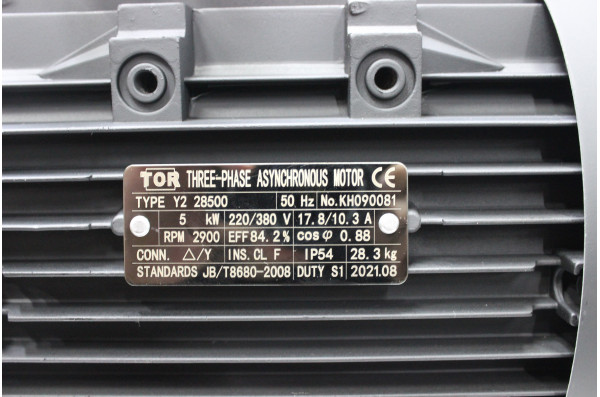 TOR THREE-PHASE ASYNCHRONOUS MOTOR CE
TYPE Y2 28500 50 Hz No.KH090081
5 kW 220/380 V 17.8/10.3 A
RPM 2900 EFF84.2% cosφ 0.88
CONN. △/Y INS.CL F IP54 28.3kg
STANDARDS JB/T8680-2008 DUTY S1 2021.08